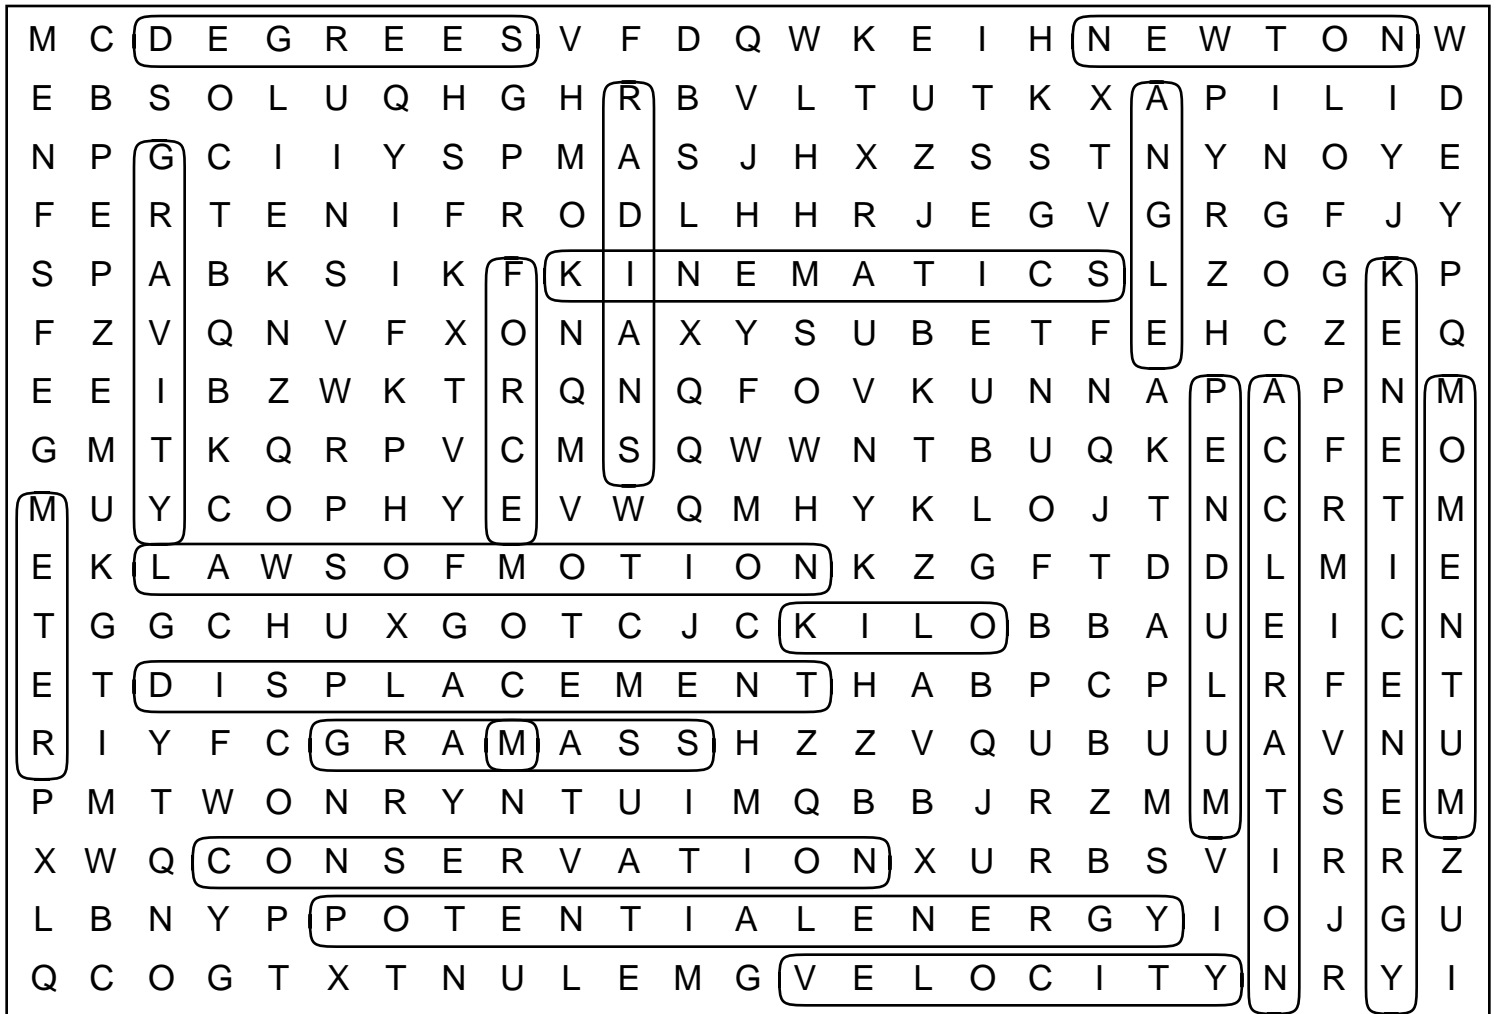 M C D E G R E E S V F D Q W K E I H N E W T O N W
E B S O L U Q H G H R B V L T U T K X A P I L I D
N P G C I I Y S P M A S J H X Z S S T N Y N O Y E
F E R T E N I F R O D L H H R J E G V G R G F J Y
S P A B K S I K F K I N E M A T I C S L Z O G K P
F Z V Q N V F X O N A X Y S U B E T F E H C Z E Q
E E I B Z W K T R Q N Q F O V K U N N A P A P N M
G M T K Q R P V C M S Q W W N T B U Q K E C F E O
M U Y C O P H Y E V W Q M H Y K L O J T N C R T M
E K L A W S O F M O T I O N K Z G F T D D L M I E
T G G C H U X G O T C J C K I L O B B A U E I C N
E T D I S P L A C E M E N T H A B P C P L R F E T
R I Y F C G R A M A S S H Z Z V Q U B U U A V N U
P M T W O N R Y N T U I M Q B B J R Z M M T S E M
X W Q C O N S E R V A T I O N X U R B S V I R R Z
L B N Y P P O T E N T I A L E N E R G Y I O J G U
Q C O G T X T N U L E M G V E L O C I T Y N R Y I